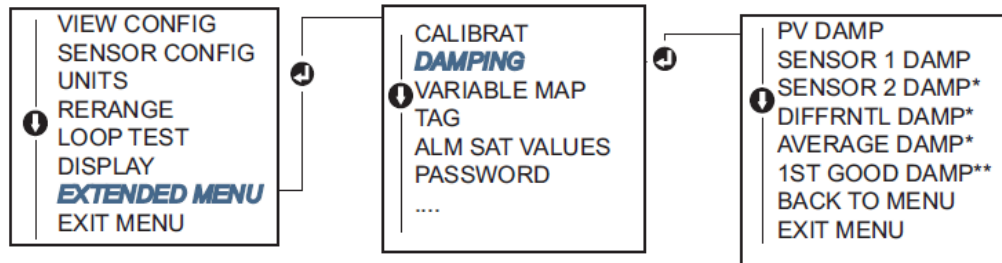 VIEW CONFIG
SENSOR CONFIG
UNITS
RERANGE
LOOP TEST
DISPLAY
EXTENDED MENU
EXIT MENU
CALIBRAT
DAMPING
VARIABLE MAP
TAG
ALM SAT VALUES
PASSWORD
....
PV DAMP
SENSOR 1 DAMP
SENSOR 2 DAMP*
DIFFRNTL DAMP*
AVERAGE DAMP*
1ST GOOD DAMP**
BACK TO MENU
EXIT MENU